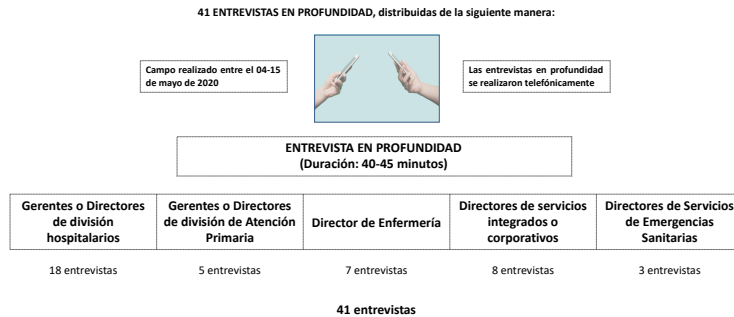 41 ENTREVISTAS EN PROFUNDIDAD, distribuidas de la siguiente manera:
Campo realizado entre el 04-15
de mayo de 2020
Las entrevistas en profundidad
se realizaron telefónicamente
ENTREVISTA EN PROFUNDIDAD
(Duración: 40-45 minutos)
Gerentes o Directores
de división
hospitalarios
Gerentes o Directores
de división de Atención
Primaria
Director de Enfermería
Directores de servicios
integrados o
corporativos
Directores de Servicios
de Emergencias
Sanitarias
18 entrevistas
5 entrevistas
7 entrevistas
8 entrevistas
3 entrevistas
41 entrevistas